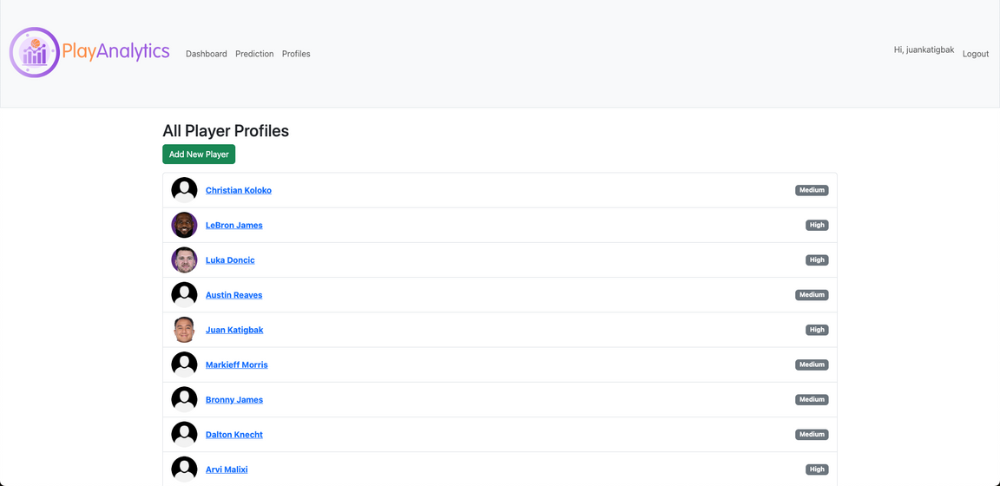 PlayAnalytics
Dashboard Prediction Profiles
Hi, juankatigbak Logout
All Player Profiles
Add New Player
Christian Koloko Medium
LeBron James High
Luka Doncic High
Austin Reaves Medium
Juan Katigbak High
Markieff Morris Medium
Bronny James Medium
Dalton Knecht Medium
Arvi Malixi High